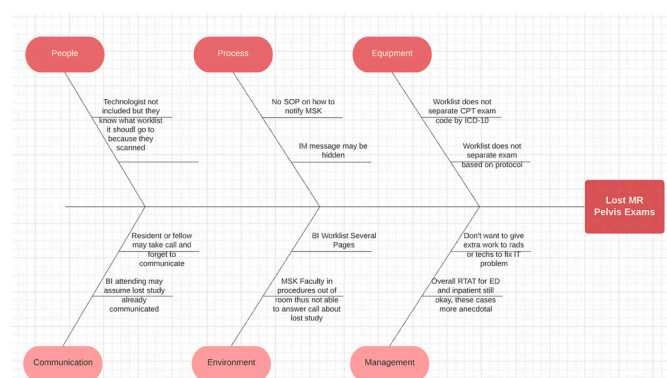 People
Process
Equipment
Technologist not
included but they
know what worklist
it shoudl go to
because they
scanned
No SOP on how to
notify MSK
IM message may be
hidden
Worklist does not
separate CPT exam
code by ICD-10
Worklist does not
separate exam
based on protocol
Lost MR
Pelvis Exams
Resident or fellow
may take call and
forget to
communicate
BI attending may
assume lost study
already
communicated
BI Worklist Several
Pages
MSK Faculty in
procedures out of
room thus not able
to answer call about
lost study
Don't want to give
extra work to rads
or techs to fix IT
problem
Overall RTAT for ED
and inpatient still
okay, these cases
more anecdotal
Communication
Environment
Management